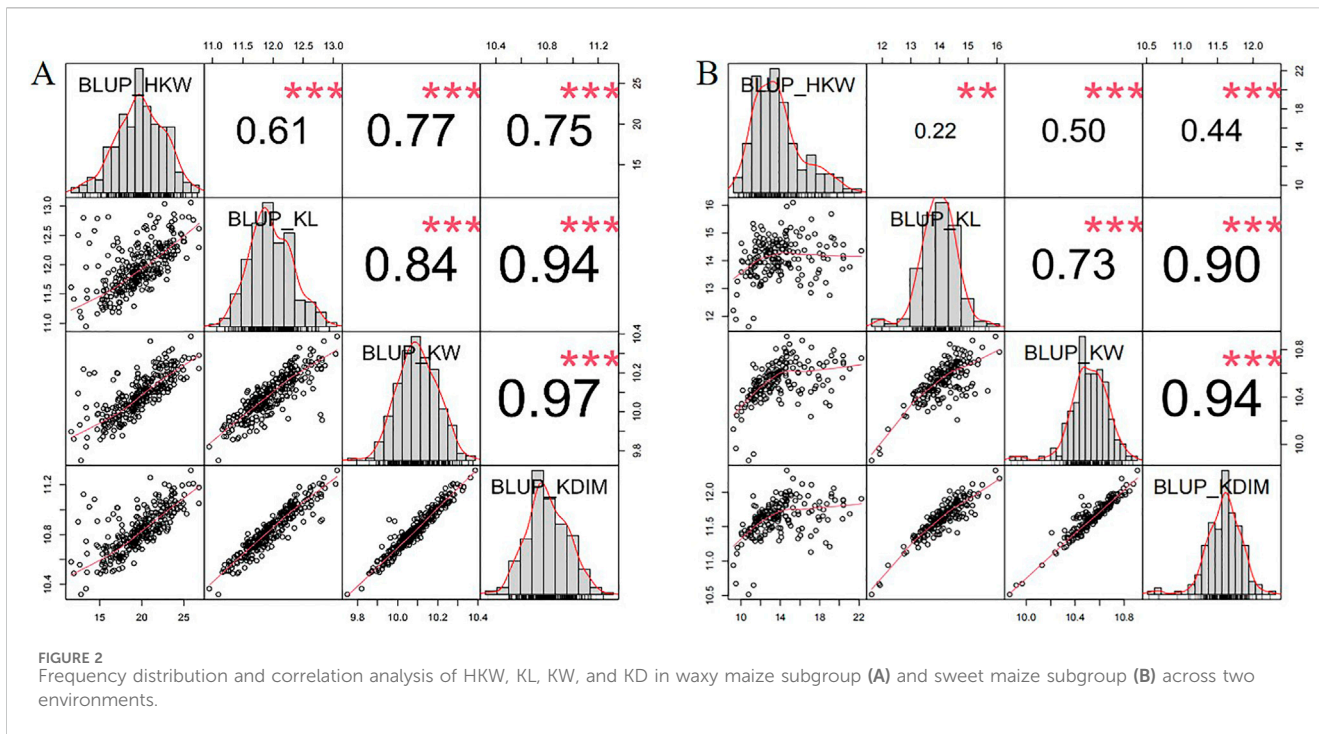 11.0 11.5 12.0 12.5 13.0 10.4 10.8 11.2
A
BLUP_HKW *** *** ***
0.61 0.77 0.75
15 20 25
BLUP_KL *** ***
0.84 0.94
11.0 11.5 12.0 12.5 13.0
BLUP_KW ***
0.97
9.8 10.0 10.2 10.4
BLUP_KDIM
10.4 10.8 11.2
15 20 25 9.8 10.0 10.2 10.4
12 13 14 15 16 10.5 11.0 11.5 12.0
B
BLUP_HKW ** *** ***
0.22 0.50 0.44
10 14 18 20 22
BLUP_KL *** ***
0.73 0.90
12 13 14 15 16
BLUP_KW ***
0.94
10.0 10.4 10.8
BLUP_KDIM
10.5 11.0 11.5 12.0
10 12 14 16 18 22 10.0 10.4 10.8
FIGURE 2
Frequency distribution and correlation analysis of HKW, KL, KW, and KD in waxy maize subgroup (A) and sweet maize subgroup (B) across two
environments.